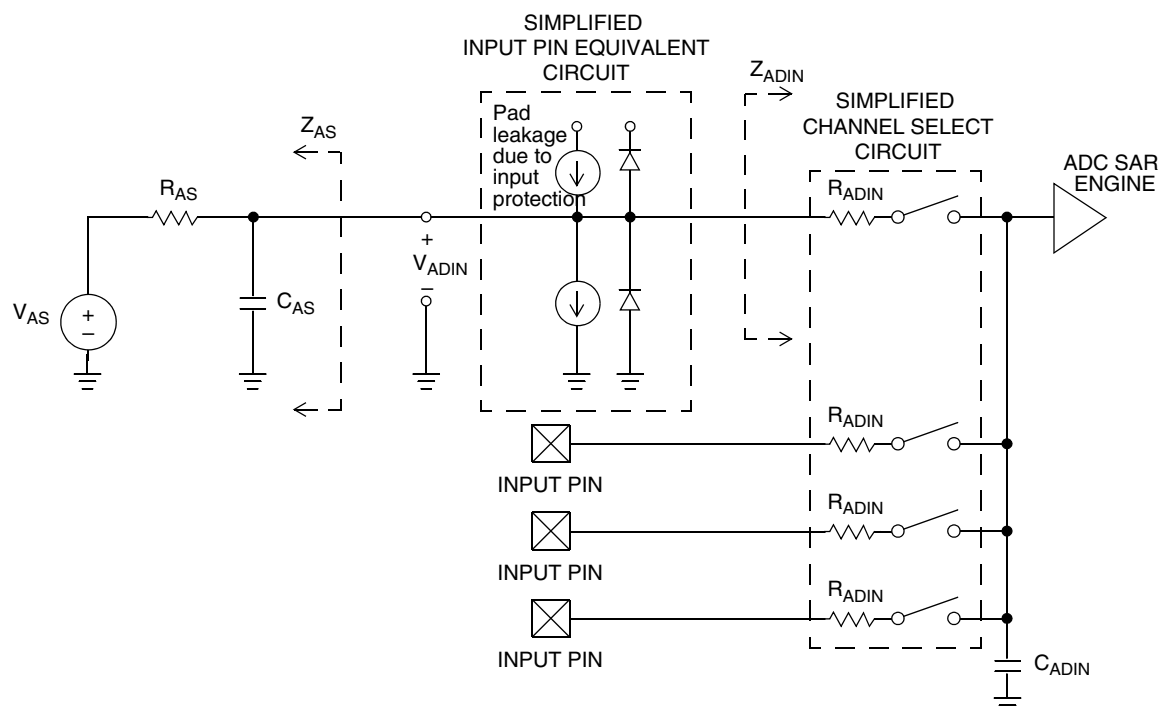 SIMPLIFIED
INPUT PIN EQUIVALENT
CIRCUIT
ZADIN
SIMPLIFIED
CHANNEL SELECT
CIRCUIT
Pad
leakage
due to
input
protection
ZAS
RAS
RADIN
ADC SAR
ENGINE
+
VADIN
–
VAS
+
–
CAS
RADIN
INPUT PIN
RADIN
INPUT PIN
RADIN
INPUT PIN
CADIN